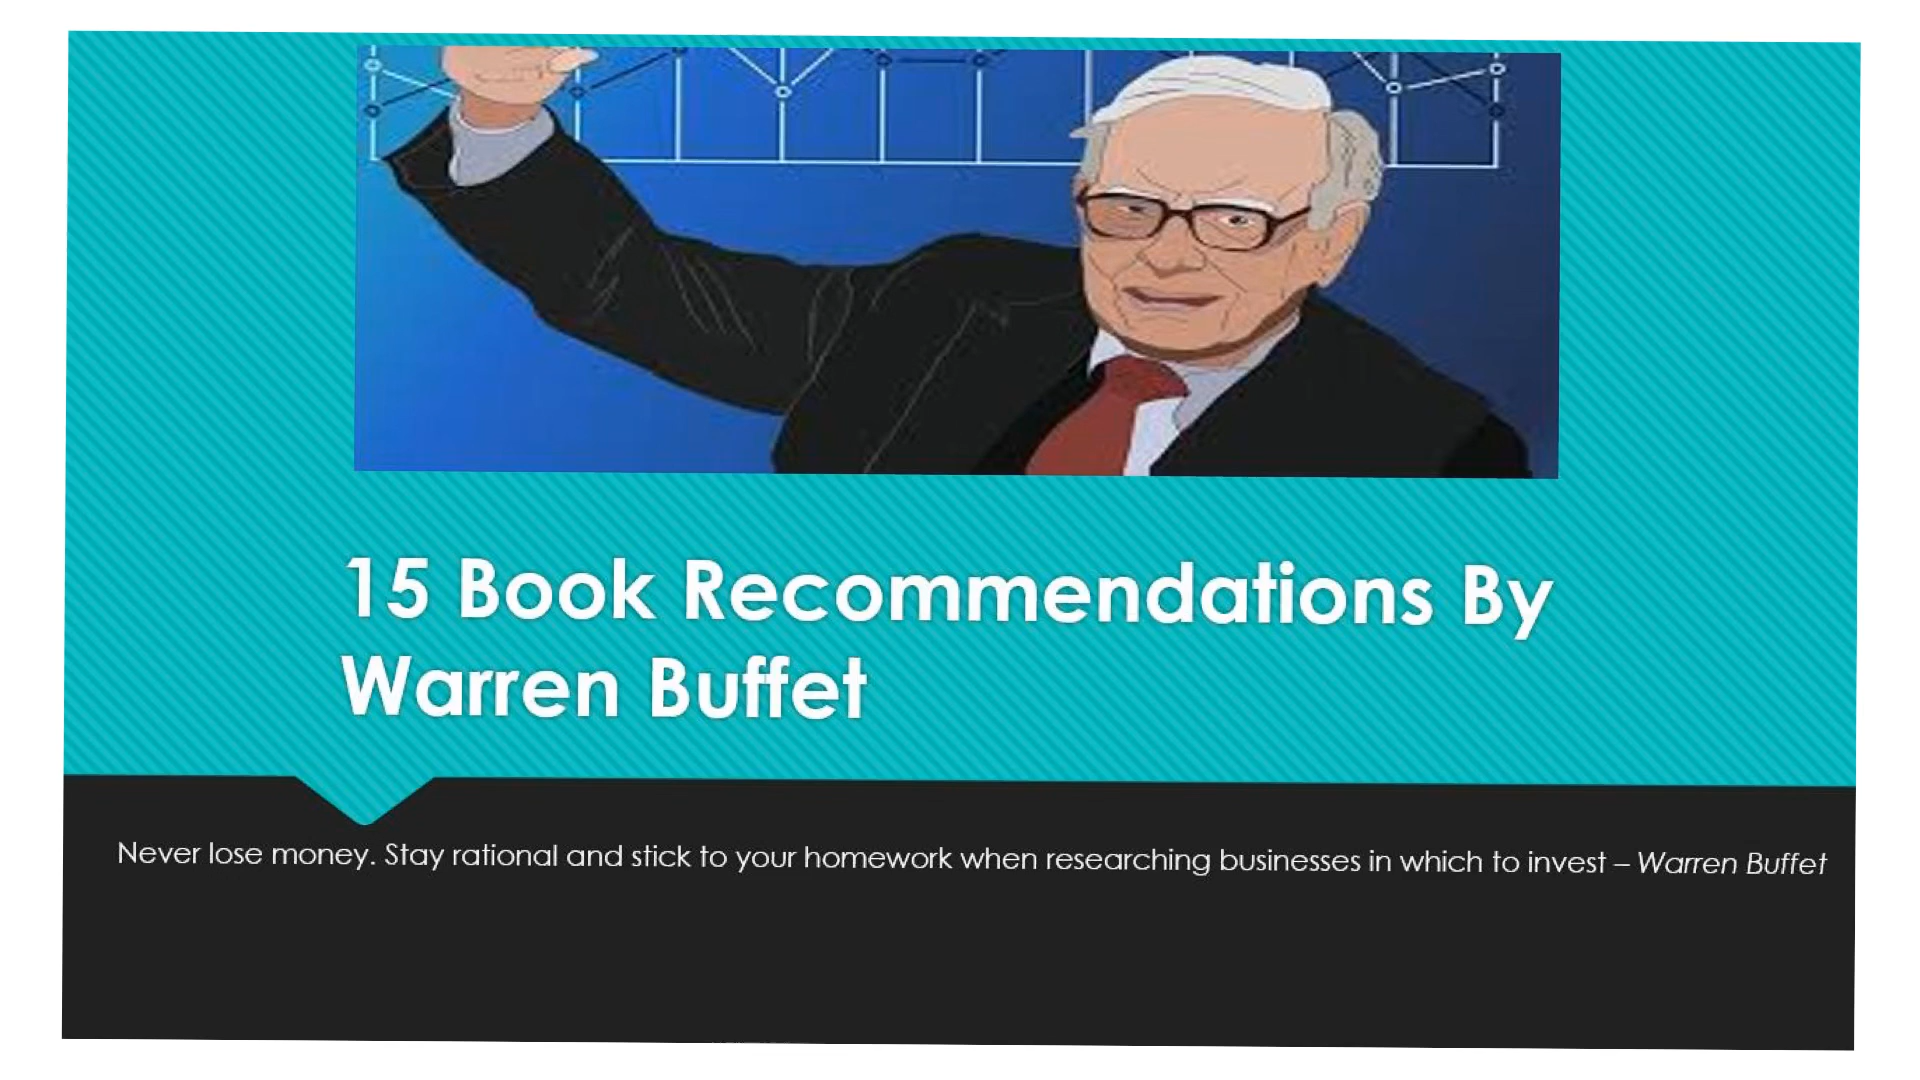 15 Book Recommendations By
Warren Buffet
Never lose money. Stay rational and stick to your homework when researching businesses in which to invest – Warren Buffet